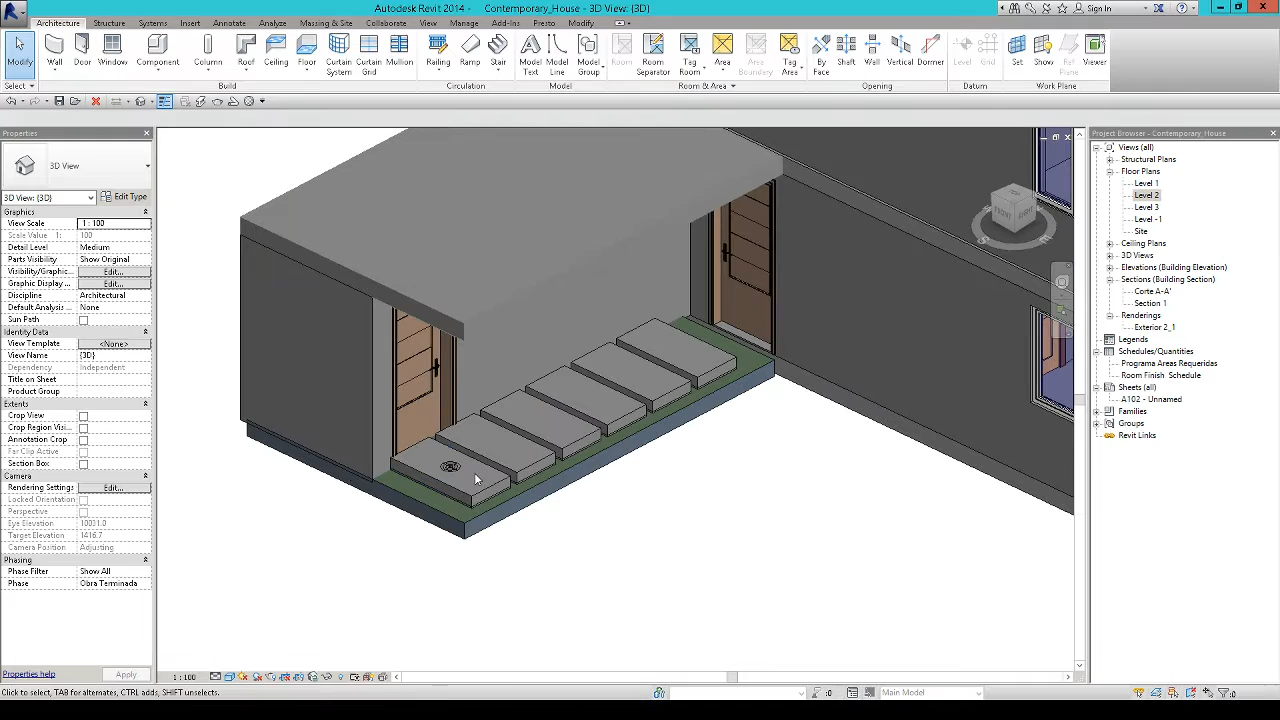 Autodesk Revit 2014 - Contemporary_House - 3D View: {3D}
Sign In
Architecture Structure Systems Insert Annotate Analyze Massing & Site Collaborate View Manage Add-Ins Presto Modify
Modify Wall Door Window Component Column Roof Ceiling Floor Curtain System Curtain Grid Mullion Railing Ramp Stair Model Text Model Line Model Group Room Room Separator Tag Room Area Area Boundary Tag Area By Face Shaft Wall Vertical Dormer Level Grid Set Show Ref Plane Viewer
Select Build Circulation Model Room & Area Opening Datum Work Plane
Properties
3D View
3D View: {3D} Edit Type
Graphics
View Scale 1 : 100
Scale Value 1: 100
Detail Level Medium
Parts Visibility Show Original
Visibility/Graphic... Edit...
Graphic Display ... Edit...
Discipline Architectural
Default Analysis ... None
Sun Path
Identity Data
View Template <None>
View Name {3D}
Dependency Independent
Title on Sheet
Product Group
Extents
Crop View
Crop Region Visi...
Annotation Crop
Far Clip Active
Section Box
Camera
Rendering Settings Edit...
Locked Orientation
Perspective
Eye Elevation 10031.0
Target Elevation 1416.7
Camera Position Adjusting
Phasing
Phase Filter Show All
Phase Obra Terminada
Properties help Apply
TOP
FRONT RIGHT
S E
1 : 100
Project Browser - Contemporary_House
Views (all)
Structural Plans
Floor Plans
Level 1
Level 2
Level 3
Level -1
Site
Ceiling Plans
3D Views
Elevations (Building Elevation)
Sections (Building Section)
Corte A-A'
Section 1
Renderings
Exterior 2_1
Legends
Schedules/Quantities
Programa Areas Requeridas
Room Finish Schedule
Sheets (all)
A102 - Unnamed
Families
Groups
Revit Links
Click to select, TAB for alternates, CTRL adds, SHIFT unselects.
:0 Main Model :0